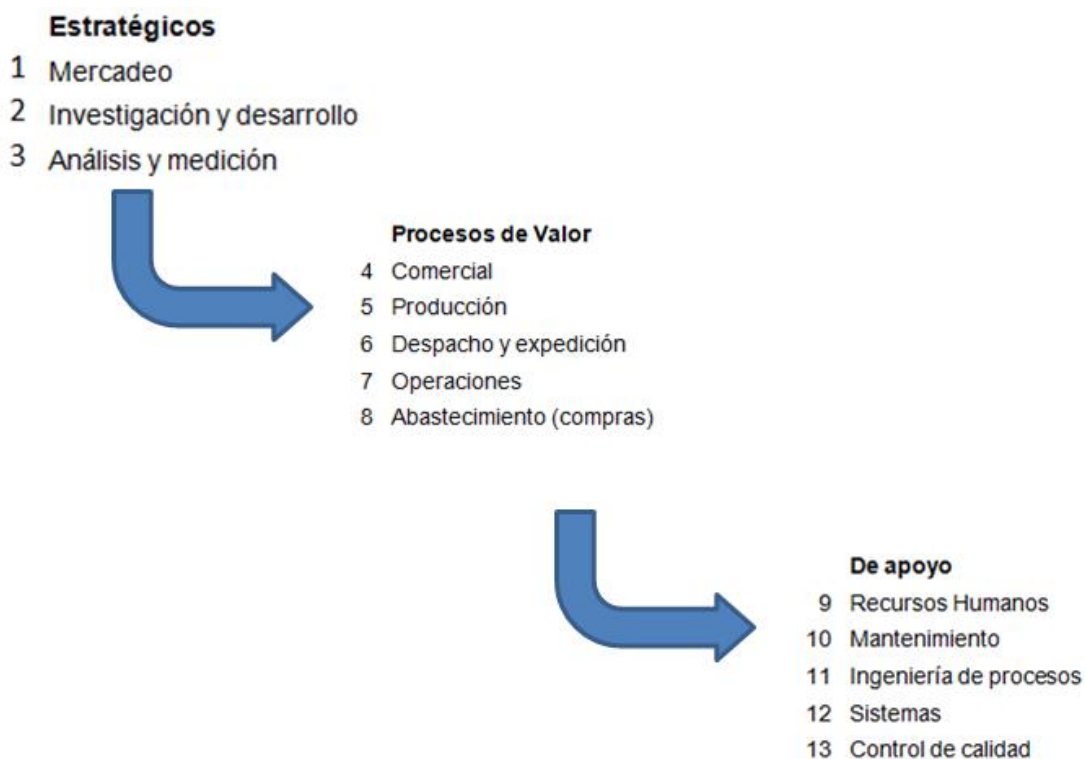 Estratégicos
1 Mercadeo
2 Investigación y desarrollo
3 Análisis y medición
Procesos de Valor
4 Comercial
5 Producción
6 Despacho y expedición
7 Operaciones
8 Abastecimiento (compras)
De apoyo
9 Recursos Humanos
10 Mantenimiento
11 Ingeniería de procesos
12 Sistemas
13 Control de calidad